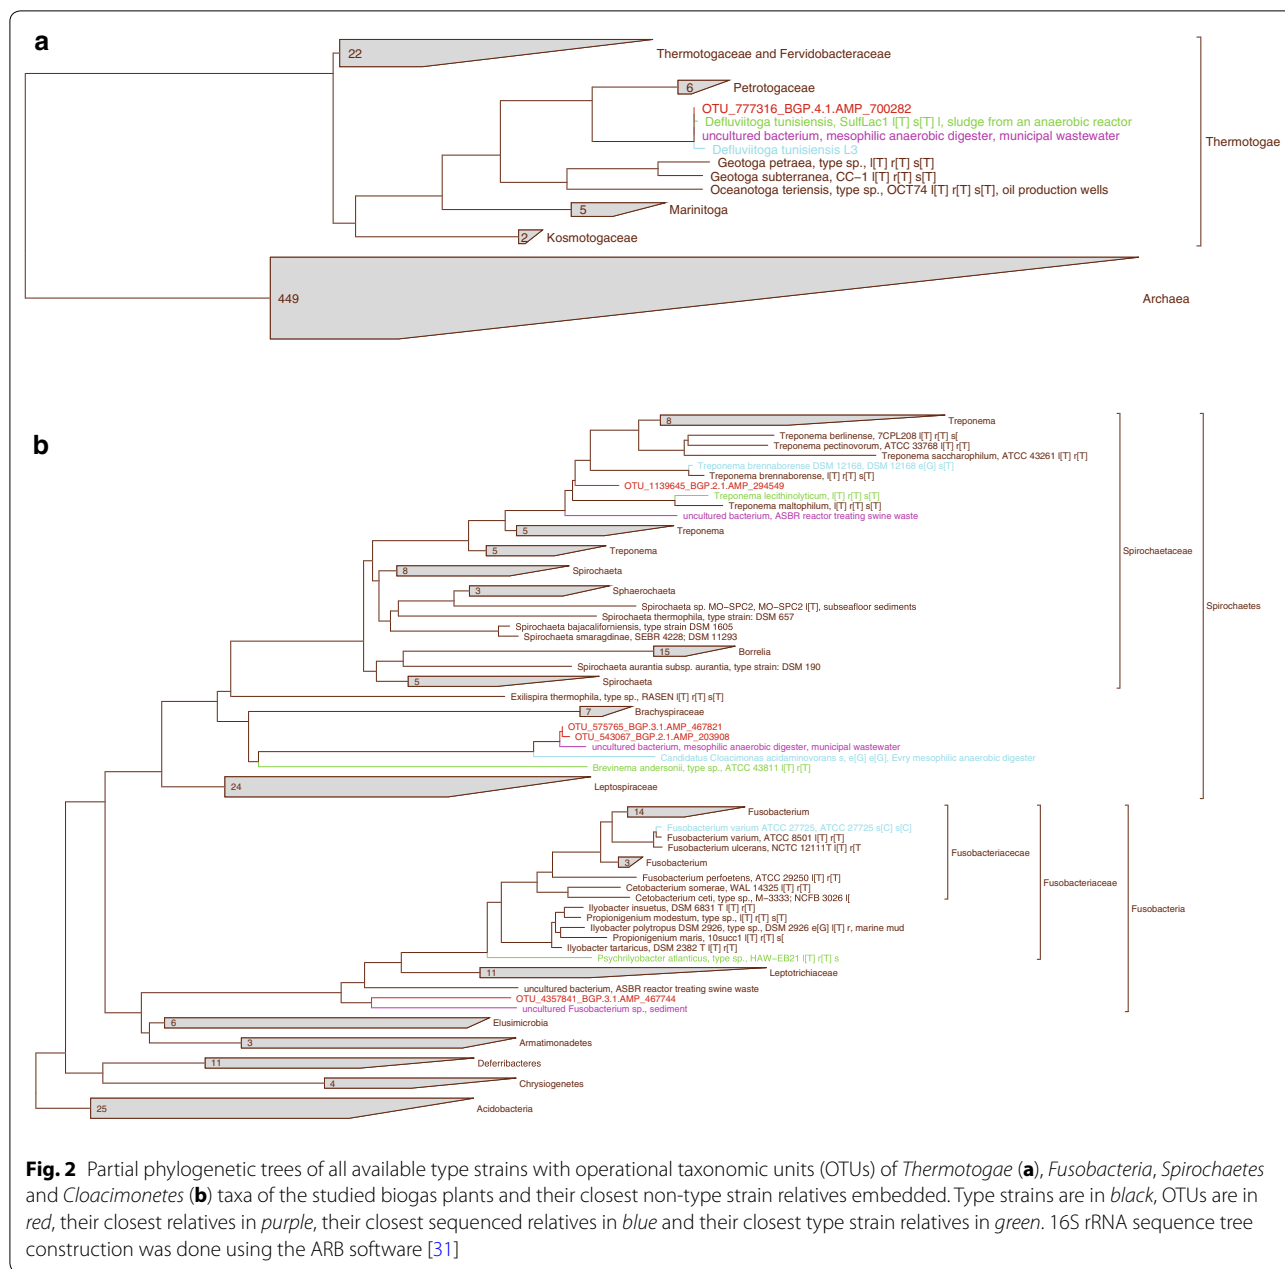 a
22
Thermotogaceae and Fervidobacteraceae
6
Petrotogaceae
OTU_777316_BGP.4.1.AMP_700282
Defluviitoga tunisiensis, SulfLac1 l[T] s[T] l, sludge from an anaerobic reactor
uncultured bacterium, mesophilic anaerobic digester, municipal wastewater
Thermotogae
Defluviitoga tunisiensis L3
Geotoga petraea, type sp., l[T] r[T] s[T]
Geotoga subterranea, CC−1 l[T] r[T] s[T]
Oceanotoga teriensis, type sp., OCT74 l[T] r[T] s[T], oil production wells
5
Marinitoga
2
Kosmotogaceae
449
Archaea
b
8
Treponema
Treponema berlinense, 7CPL208 l[T] r[T] s[
Treponema pectinovorum, ATCC 33768 l[T] r[T]
Treponema saccharophilum, ATCC 43261 l[T] r[T]
Treponema brennaborense DSM 12168, DSM 12168 e[G] s[T]
Treponema brennaborense, l[T] r[T] s[T]
OTU_1139645_BGP.2.1.AMP_294549
Treponema lecithinolyticum, l[T] r[T] s[T]
Treponema maltophilum, l[T] r[T] s[T]
uncultured bacterium, ASBR reactor treating swine waste
5
Treponema
5
Treponema
Spirochaetaceae
8
Spirochaeta
3
Sphaerochaeta
Spirochaeta sp. MO−SPC2, MO−SPC2 l[T], subseafloor sediments
Spirochaetes
Spirochaeta thermophila, type strain: DSM 657
Spirochaeta bajacaliforniensis, type strain DSM 1605
Spirochaeta smaragdinae, SEBR 4228; DSM 11293
15
Borrelia
Spirochaeta aurantia subsp. aurantia, type strain: DSM 190
5
Spirochaeta
Exilispira thermophila, type sp., RASEN l[T] r[T] s[T]
7
Brachyspiraceae
OTU_575765_BGP.3.1.AMP_467821
OTU_543067_BGP.2.1.AMP_203908
uncultured bacterium, mesophilic anaerobic digester, municipal wastewater
Candidatus Cloacimonas acidaminovorans s, e[G] e[G], Evry mesophilic anaerobic digester
Brevinema andersonii, type sp., ATCC 43811 l[T] r[T]
24
Leptospiraceae
14
Fusobacterium
Fusobacterium varium ATCC 27725, ATCC 27725 s[C] s[C]
Fusobacterium varium, ATCC 8501 l[T] r[T]
Fusobacterium ulcerans, NCTC 12111T l[T] r[T
Fusobacteriacecae
3
Fusobacterium
Fusobacterium perfoetens, ATCC 29250 l[T] r[T]
Fusobacteriaceae
Cetobacterium somerae, WAL 14325 l[T] r[T]
Cetobacterium ceti, type sp., M−3333; NCFB 3026 l[
Ilyobacter insuetus, DSM 6831 T l[T] r[T]
Fusobacteria
Propionigenium modestum, type sp., l[T] r[T] s[T]
Ilyobacter polytropus DSM 2926, type sp., DSM 2926 e[G] l[T] r, marine mud
Propionigenium maris, 10succ1 l[T] r[T] s[
Ilyobacter tartaricus, DSM 2382 T l[T] r[T]
Psychrilyobacter atlanticus, type sp., HAW−EB21 l[T] r[T] s
11
Leptotrichiaceae
uncultured bacterium, ASBR reactor treating swine waste
OTU_4357841_BGP.3.1.AMP_467744
uncultured Fusobacterium sp., sediment
6
Elusimicrobia
3
Armatimonadetes
11
Deferribacteres
4
Chrysiogenetes
25
Acidobacteria
Fig. 2 Partial phylogenetic trees of all available type strains with operational taxonomic units (OTUs) of Thermotogae (a), Fusobacteria, Spirochaetes
and Cloacimonetes (b) taxa of the studied biogas plants and their closest non-type strain relatives embedded. Type strains are in black, OTUs are in
red, their closest relatives in purple, their closest sequenced relatives in blue and their closest type strain relatives in green. 16S rRNA sequence tree
construction was done using the ARB software [31]